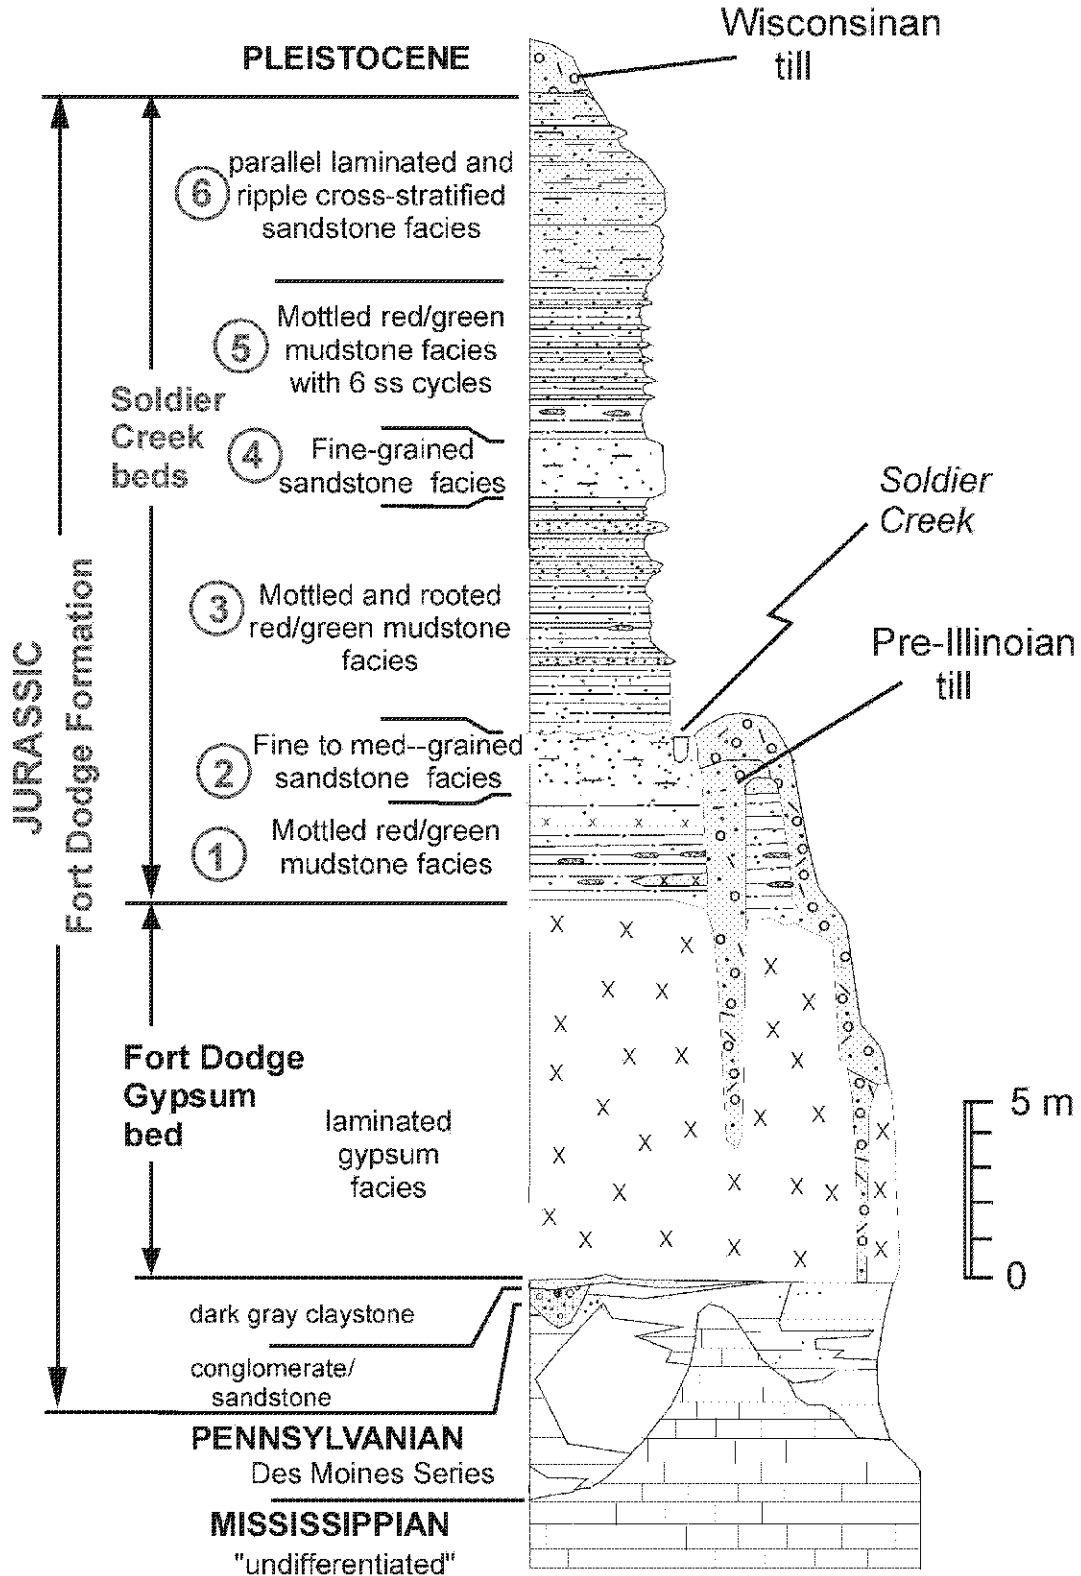 Wisconsinan
till
PLEISTOCENE
6
parallel laminated and
ripple cross-stratified
sandstone facies
5
Mottled red/green
mudstone facies
with 6 ss cycles
Soldier
Creek
beds
4
Fine-grained
sandstone facies
Soldier
Creek
3
Mottled and rooted
red/green mudstone
facies
Pre-Illinoian
till
JURASSIC
Fort Dodge Formation
2
Fine to med--grained
sandstone facies
1
Mottled red/green
mudstone facies
Fort Dodge
Gypsum
bed
laminated
gypsum
facies
5 m
0
dark gray claystone
conglomerate/
sandstone
PENNSYLVANIAN
Des Moines Series
MISSISSIPPIAN
"undifferentiated"